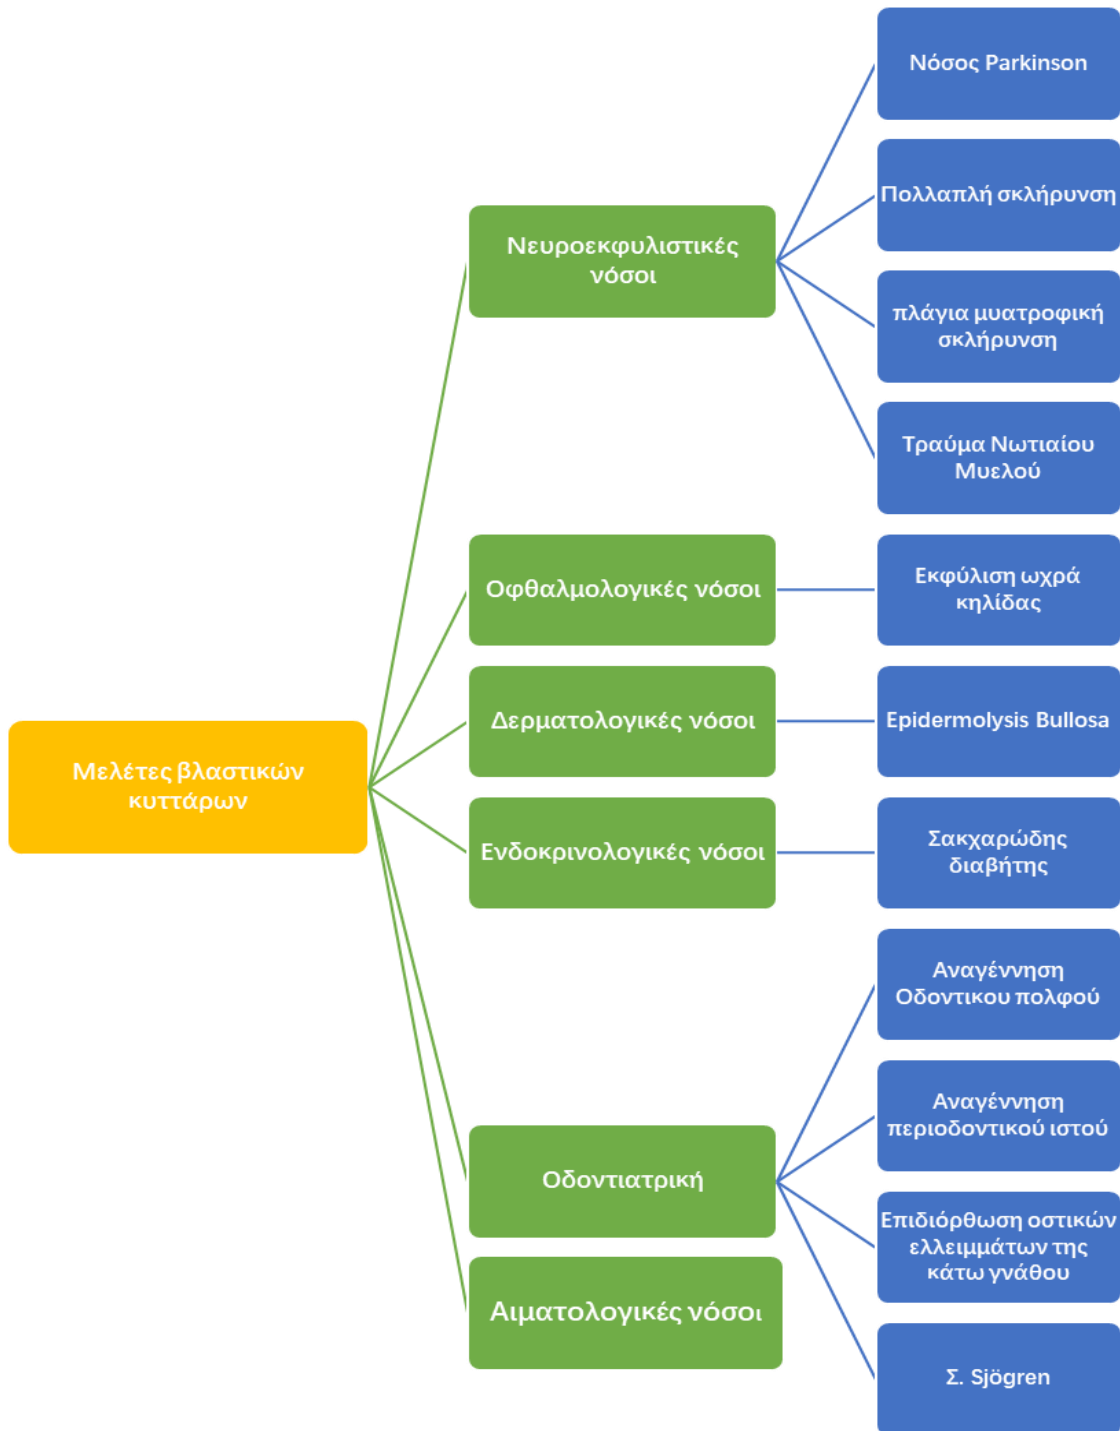 Μελέτες βλαστικών
κυττάρων
Νευροεκφυλιστικές
νόσοι
Νόσος Parkinson
Πολλαπλή σκλήρυνση
πλάγια μυατροφική
σκλήρυνση
Τραύμα Νωτιαίου
Μυελού
Οφθαλμολογικές νόσοι
Εκφύλιση ωχρά
κηλίδας
Δερματολογικές νόσοι
Epidermolysis Bullosa
Ενδοκρινολογικές νόσοι
Σακχαρώδης
διαβήτης
Οδοντιατρική
Αναγέννηση
Οδοντικου πολφού
Αναγέννηση
περιοδοντικού ιστού
Επιδιόρθωση οστικών
ελλειμμάτων της
κάτω γνάθου
Σ. Sjögren
Αιματολογικές νόσοι